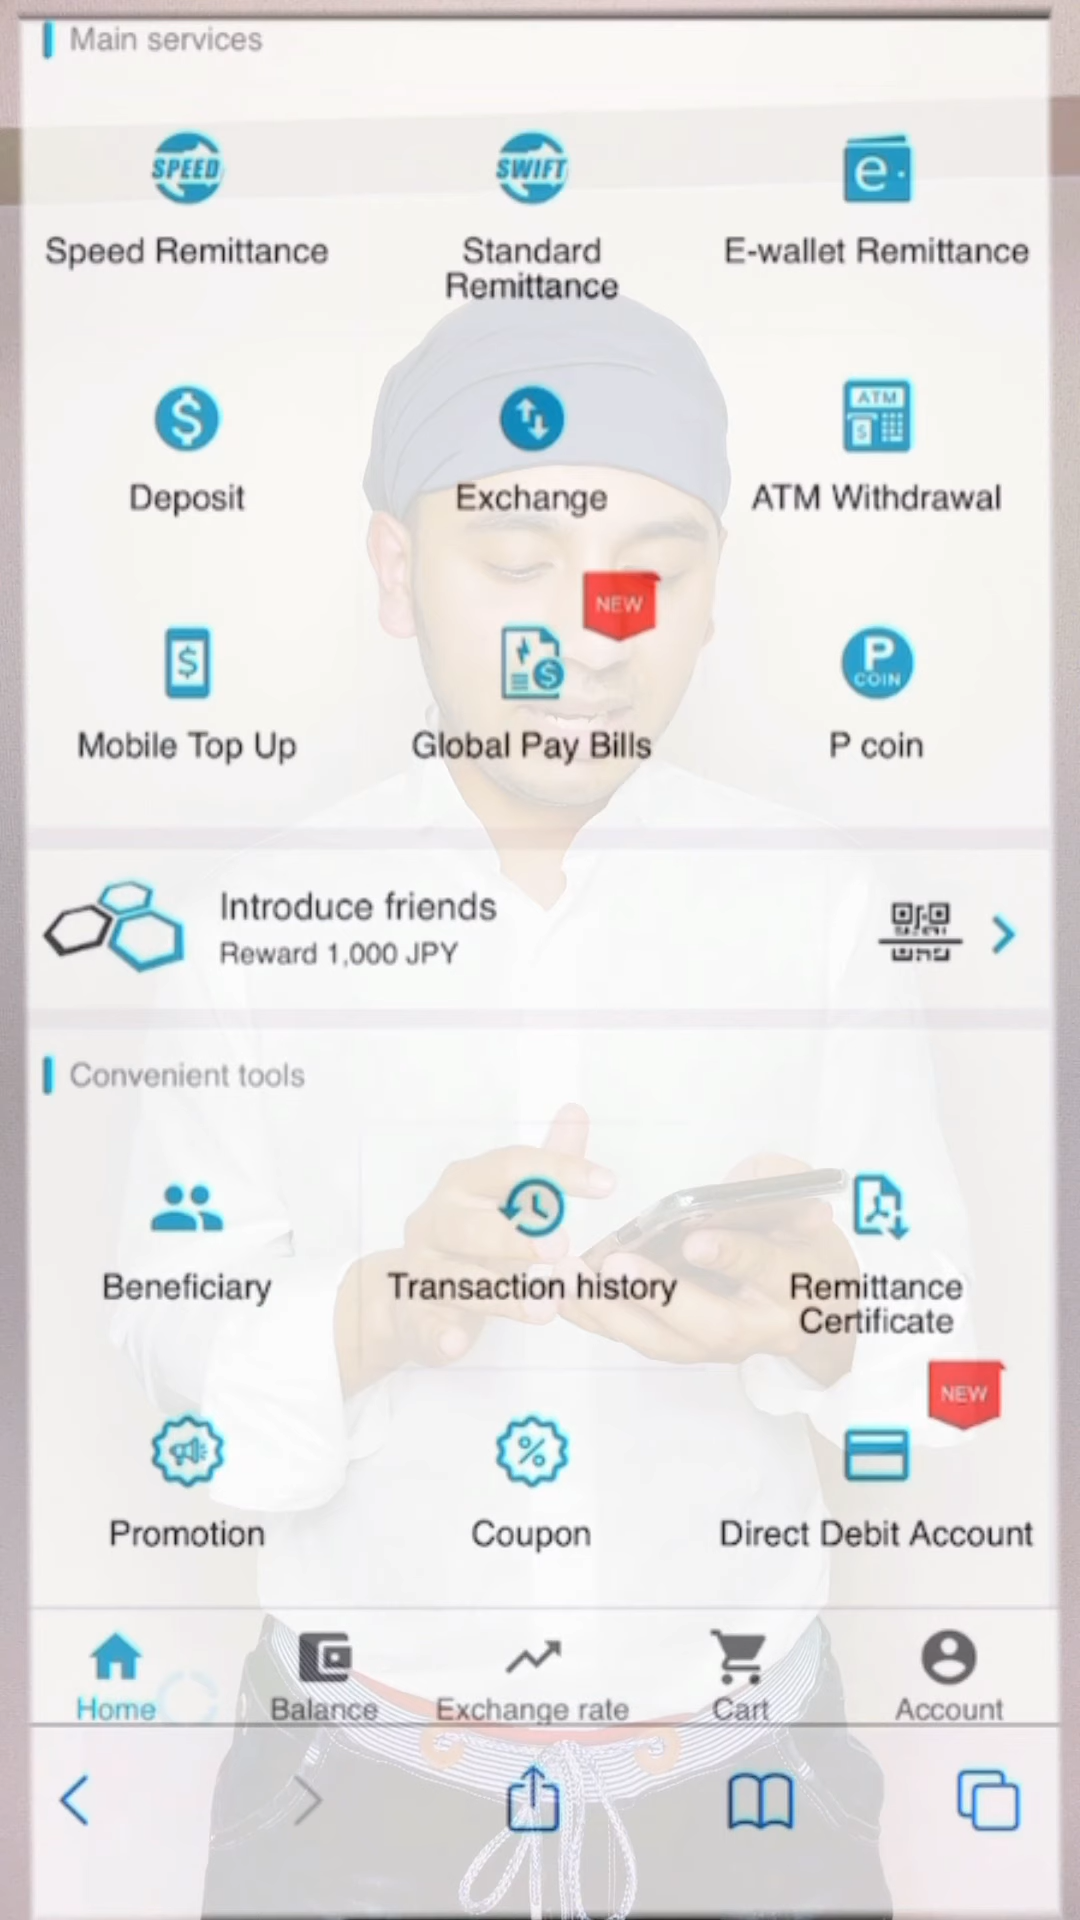 Main services
SPEED
SWIFT
e
Speed Remittance
Standard
Remittance
E-wallet Remittance
$
ATM
$
Deposit
Exchange
ATM Withdrawal
NEW
$
$
P
COIN
Mobile Top Up
Global Pay Bills
P coin
Introduce friends
Reward 1,000 JPY
Convenient tools
Beneficiary
Transaction history
Remittance
Certificate
NEW
%
Promotion
Coupon
Direct Debit Account
Home
Balance
Exchange rate
Cart
Account